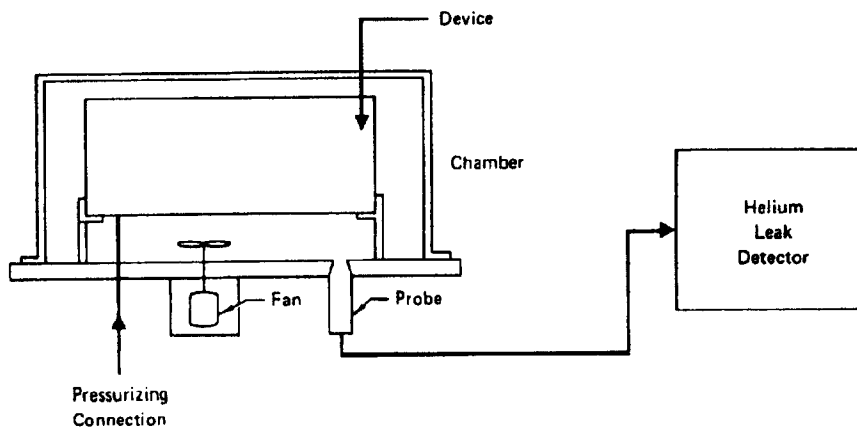 Device
Chamber
Helium
Leak
Detector
Fan
Probe
Pressurizing
Connection